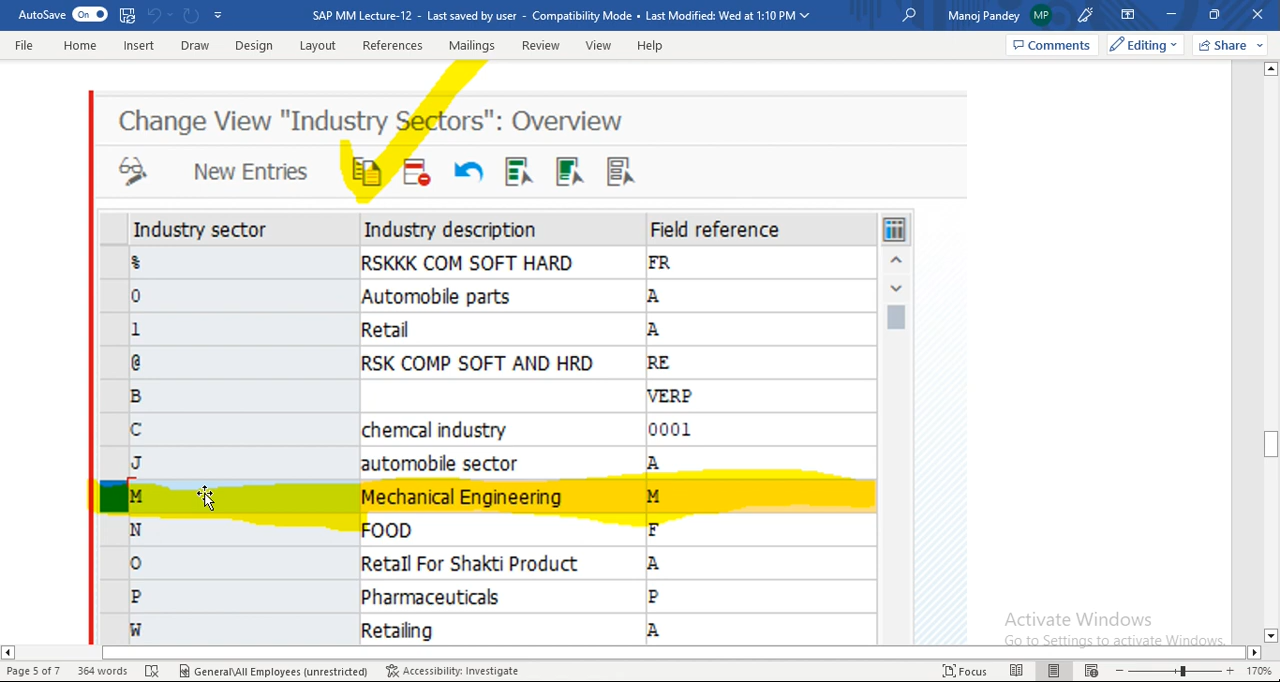 AutoSave On SAP MM Lecture-12 - Last saved by user - Compatibility Mode • Last Modified: Wed at 1:10 PM Manoj Pandey MP
File Home Insert Draw Design Layout References Mailings Review View Help Comments Editing Share
Change View "Industry Sectors": Overview
New Entries
Industry sector Industry description Field reference
% RSKKK COM SOFT HARD FR
0 Automobile parts A
1 Retail A
@ RSK COMP SOFT AND HRD RE
B VERP
C chemcal industry 0001
J automobile sector A
M Mechanical Engineering M
N FOOD F
O RetaIl For Shakti Product A
P Pharmaceuticals P
W Retailing A
Activate Windows
Go to Settings to activate Windows.
Page 5 of 7 364 words General\All Employees (unrestricted) Accessibility: Investigate Focus 170%